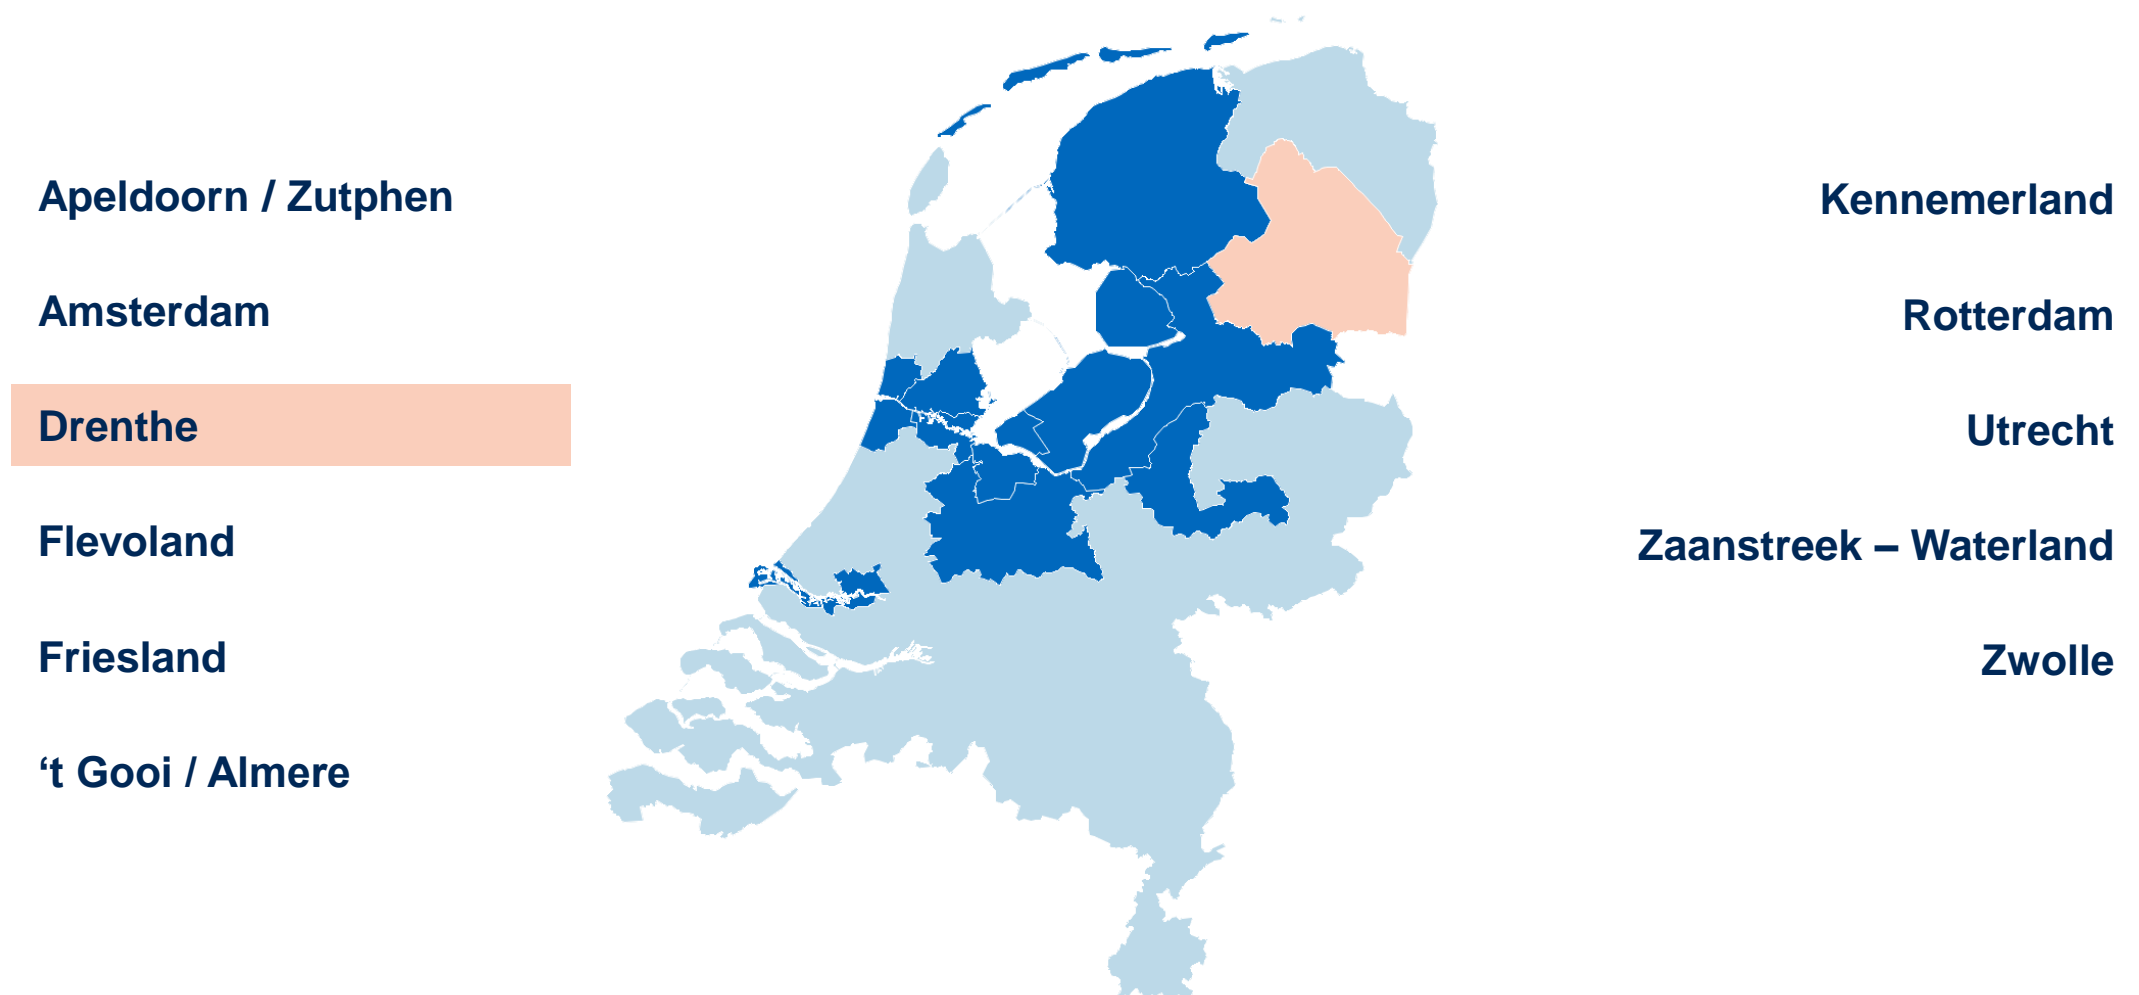 Apeldoorn / Zutphen
Amsterdam
Drenthe
Flevoland
Friesland
‘t Gooi / Almere
Kennemerland
Rotterdam
Utrecht
Zaanstreek – Waterland
Zwolle